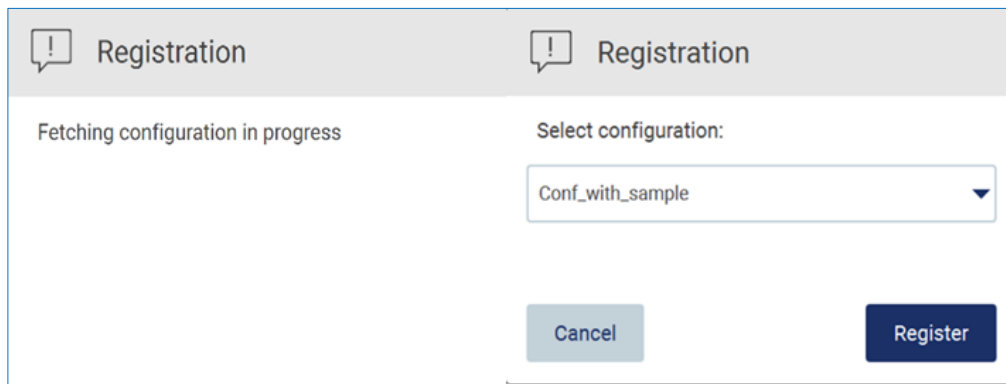 Registration
Fetching configuration in progress
Registration
Select configuration:
Conf_with_sample
Cancel
Register